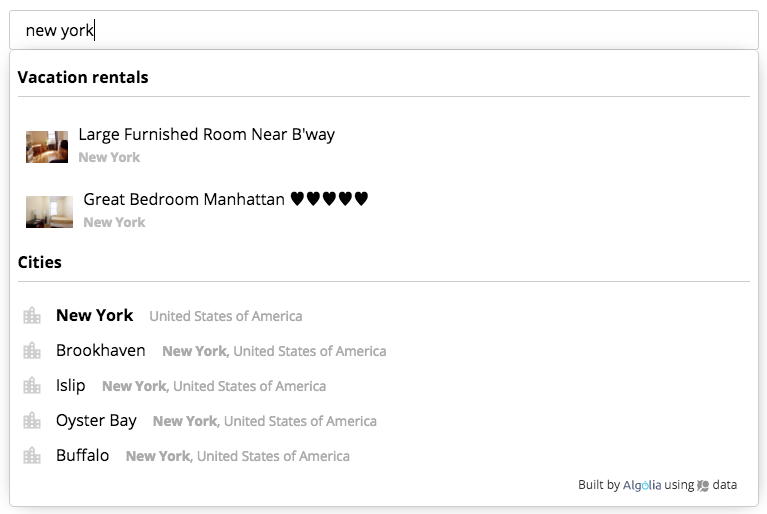 new york
Vacation rentals
Large Furnished Room Near B'way
New York
Great Bedroom Manhattan ♥♥♥♥♥
New York
Cities
New York United States of America
Brookhaven New York, United States of America
Islip New York, United States of America
Oyster Bay New York, United States of America
Buffalo New York, United States of America
Built by Algolia using data